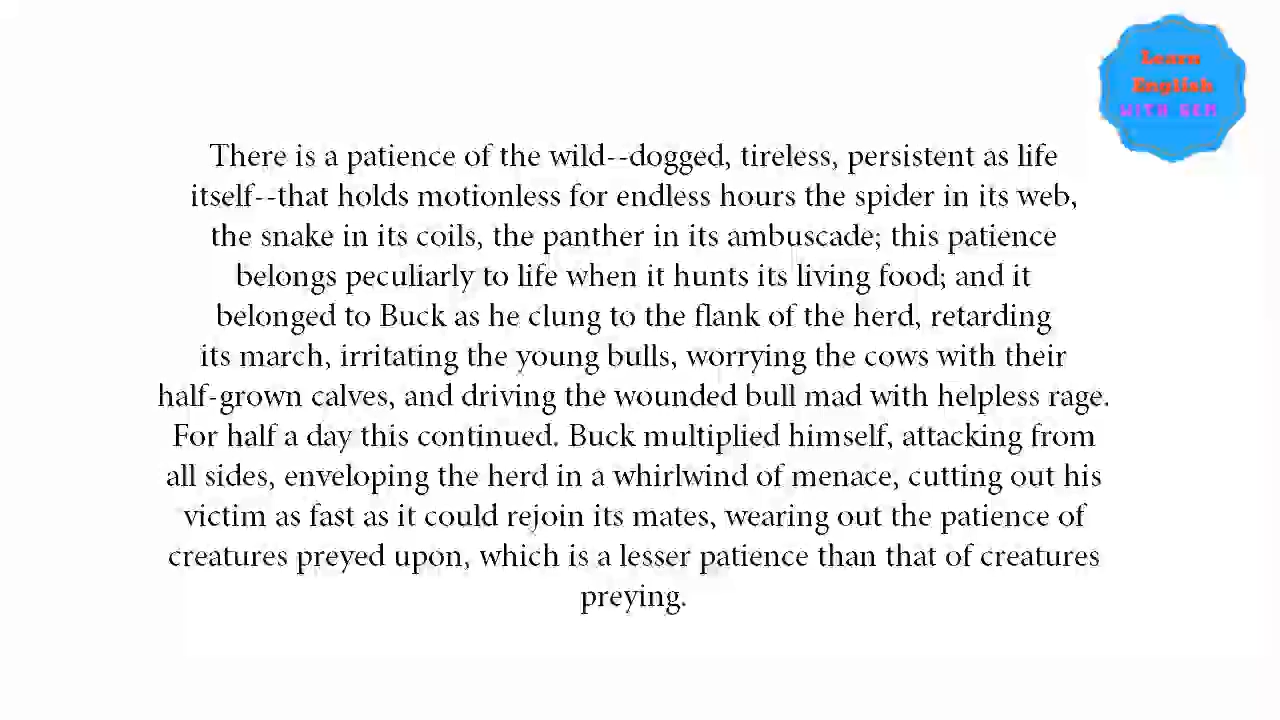 Learn
English
WITH GEM
There is a patience of the wild--dogged, tireless, persistent as life
itself--that holds motionless for endless hours the spider in its web,
the snake in its coils, the panther in its ambuscade; this patience
belongs peculiarly to life when it hunts its living food; and it
belonged to Buck as he clung to the flank of the herd, retarding
its march, irritating the young bulls, worrying the cows with their
half-grown calves, and driving the wounded bull mad with helpless rage.
For half a day this continued. Buck multiplied himself, attacking from
all sides, enveloping the herd in a whirlwind of menace, cutting out his
victim as fast as it could rejoin its mates, wearing out the patience of
creatures preyed upon, which is a lesser patience than that of creatures
preying.